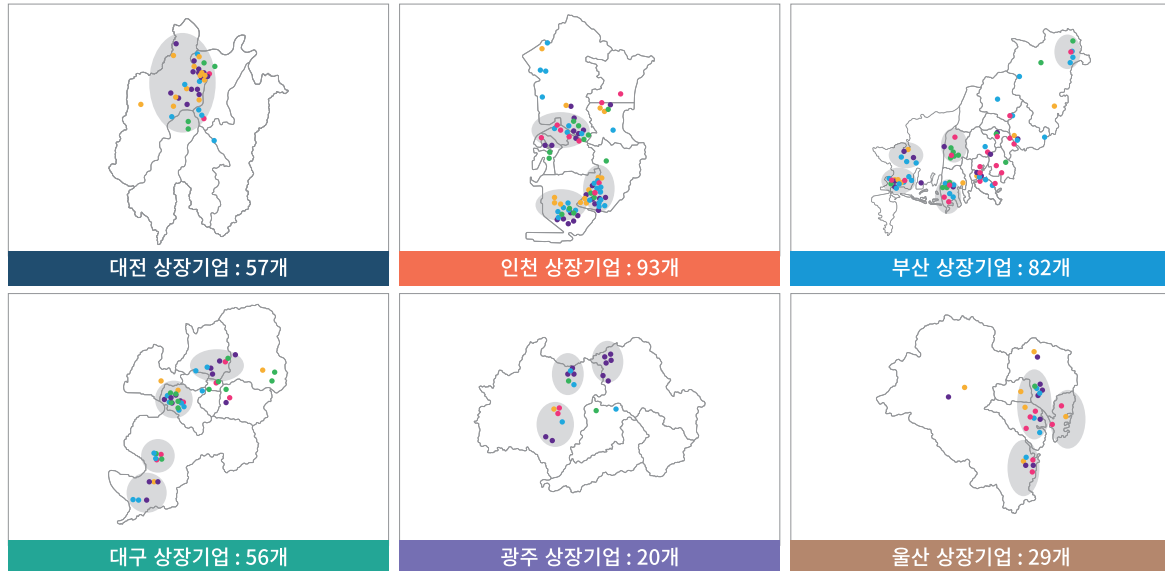 대전 상장기업 : 57개
인천 상장기업 : 93개
부산 상장기업 : 82개
대구 상장기업 : 56개
광주 상장기업 : 20개
울산 상장기업 : 29개